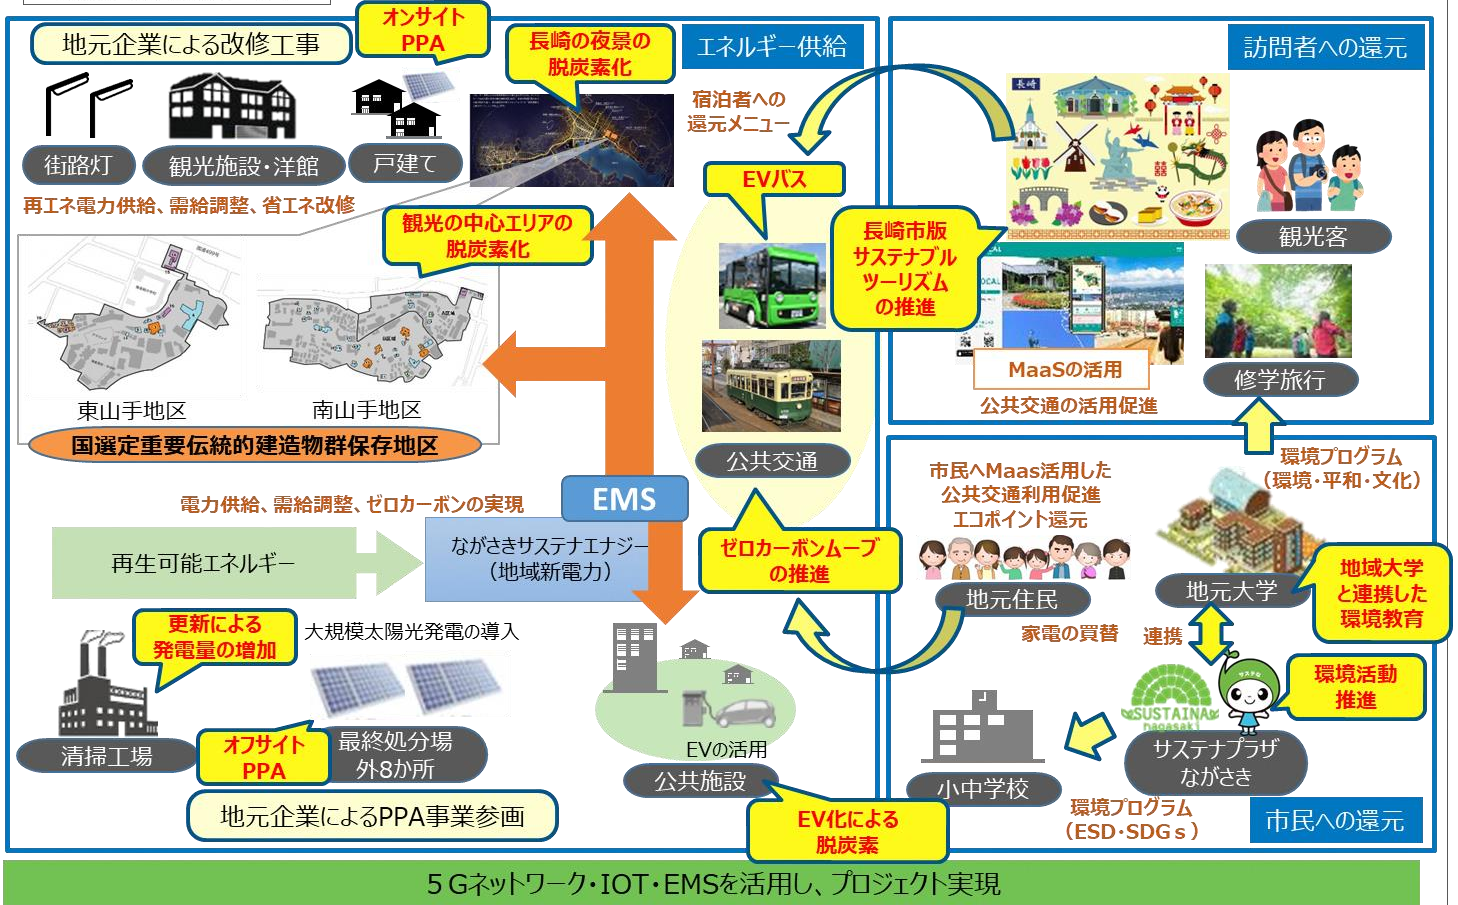 地元企業による改修工事
オンサイト
PPA
長崎の夜景の
脱炭素化
エネルギー供給
街路灯
観光施設・洋館
戸建て
再エネ電力供給、需給調整、省エネ改修
宿泊者への
還元メニュー
EVバス
観光の中心エリアの
脱炭素化
東山手地区
南山手地区
国選定重要伝統的建造物群保存地区
公共交通
電力供給、需給調整、ゼロカーボンの実現
EMS
再生可能エネルギー
ながさきサステナエナジー
（地域新電力）
ゼロカーボンムーブ
の推進
更新による
発電量の増加
大規模太陽光発電の導入
清掃工場
オフサイト
PPA
最終処分場
外8か所
地元企業によるPPA事業参画
EVの活用
公共施設
EV化による
脱炭素
訪問者への還元
長崎
観光客
長崎市版
サステナブル
ツーリズム
の推進
MaaSの活用
公共交通の活用促進
修学旅行
市民へMaas活用した
公共交通利用促進
エコポイント還元
地元住民
家電の買替
環境プログラム
（環境・平和・文化）
地元大学
地域大学
と連携した
環境教育
連携
SUSTAINA
nagasaki
環境活動
推進
サステナプラザ
ながさき
小中学校
環境プログラム
（ESD・SDGｓ）
市民への還元
５Gネットワーク・IOT・EMSを活用し、プロジェクト実現